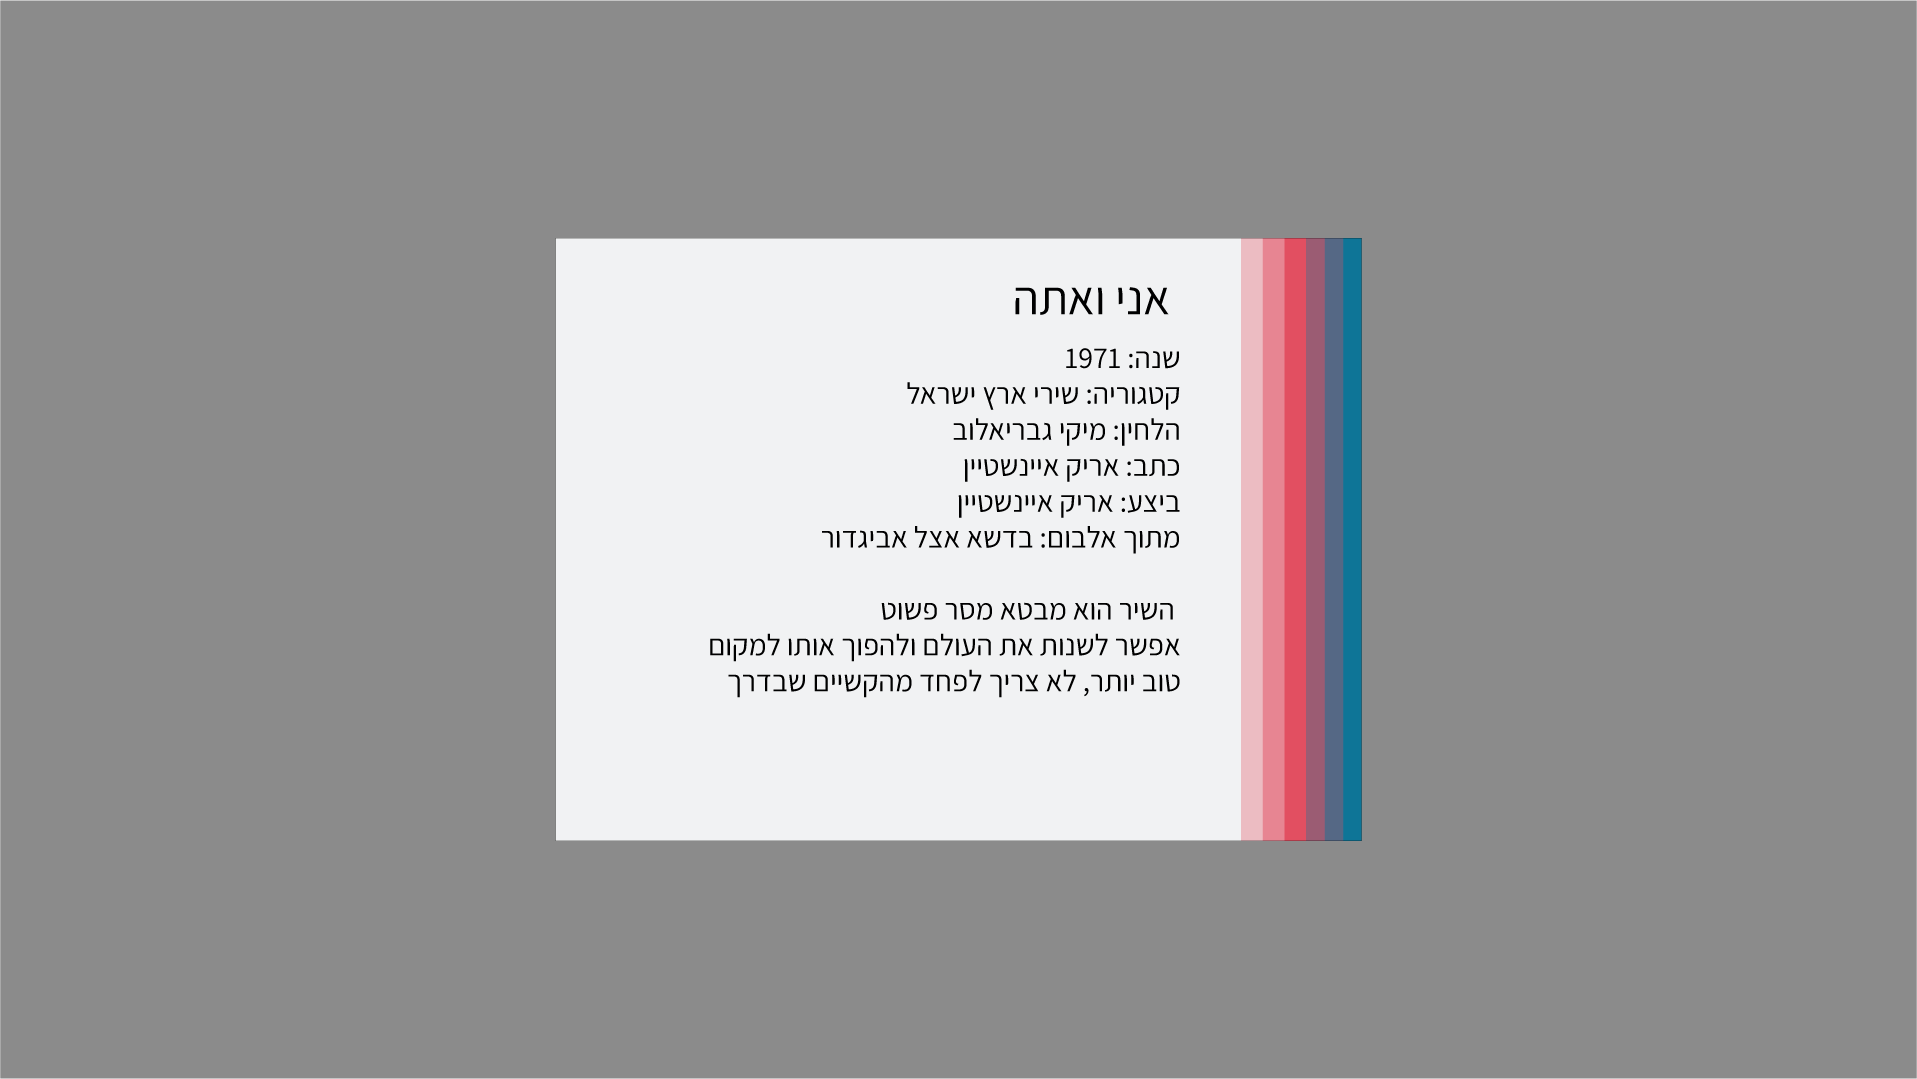 אני ואתה
שנה: 1971
קטגוריה: שירי ארץ ישראל
הלחין: מיקי גבריאלוב
כתב: אריק איינשטיין
ביצע: אריק איינשטיין
מתוך אלבום: בדשא אצל אביגדור
השיר הוא מבטא מסר פשוט
אפשר לשנות את העולם ולהפוך אותו למקום
טוב יותר, לא צריך לפחד מהקשיים שבדרך